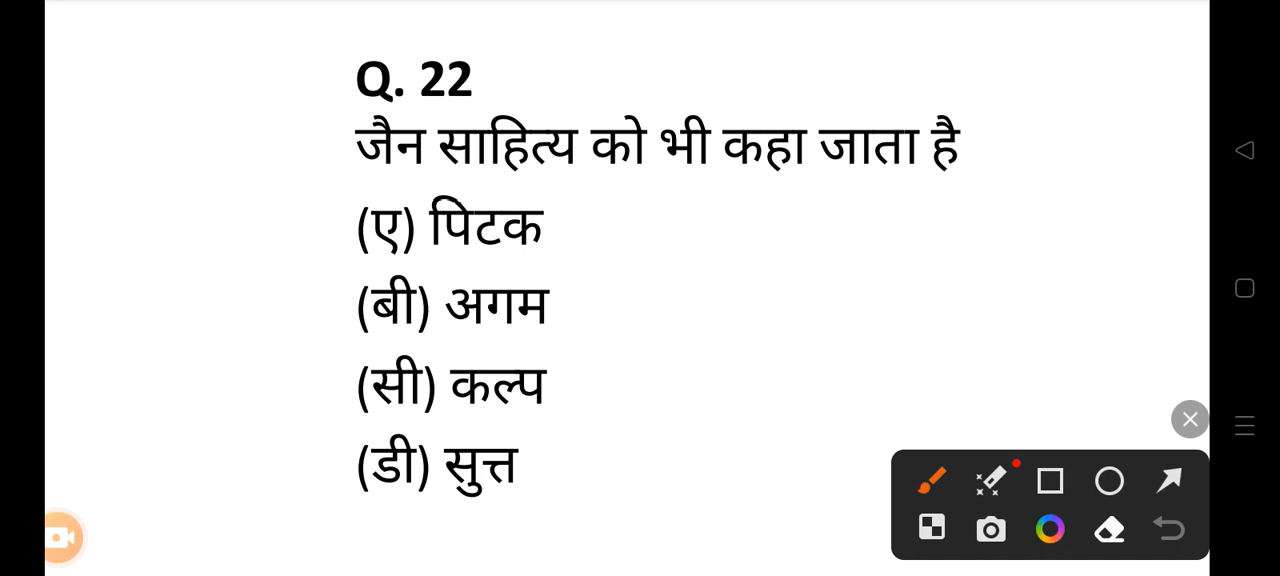 Q. 22
जैन साहित्य को भी कहा जाता है
(ए) पिटक
(बी) अगम
(सी) कल्प
(डी) सुत्त